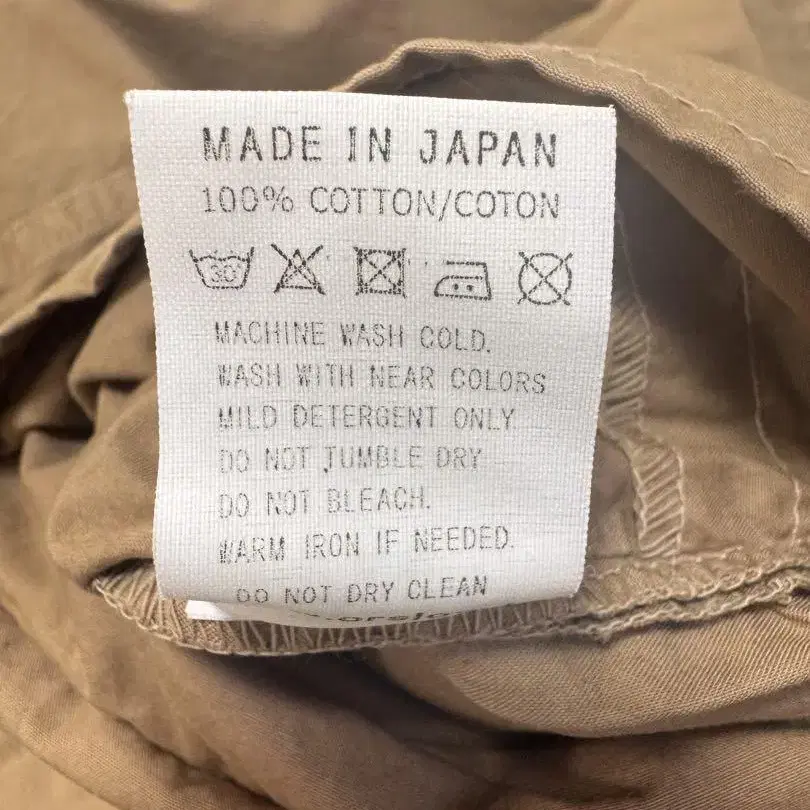 MADE IN JAPAN
100% COTTON/COTON
30
MACHINE WASH COLD.
WASH WITH NEAR COLORS
MILD DETERGENT ONLY
DO NOT TUMBLE DRY
DO NOT BLEACH.
WARM IRON IF NEEDED.
DO NOT DRY CLEAN